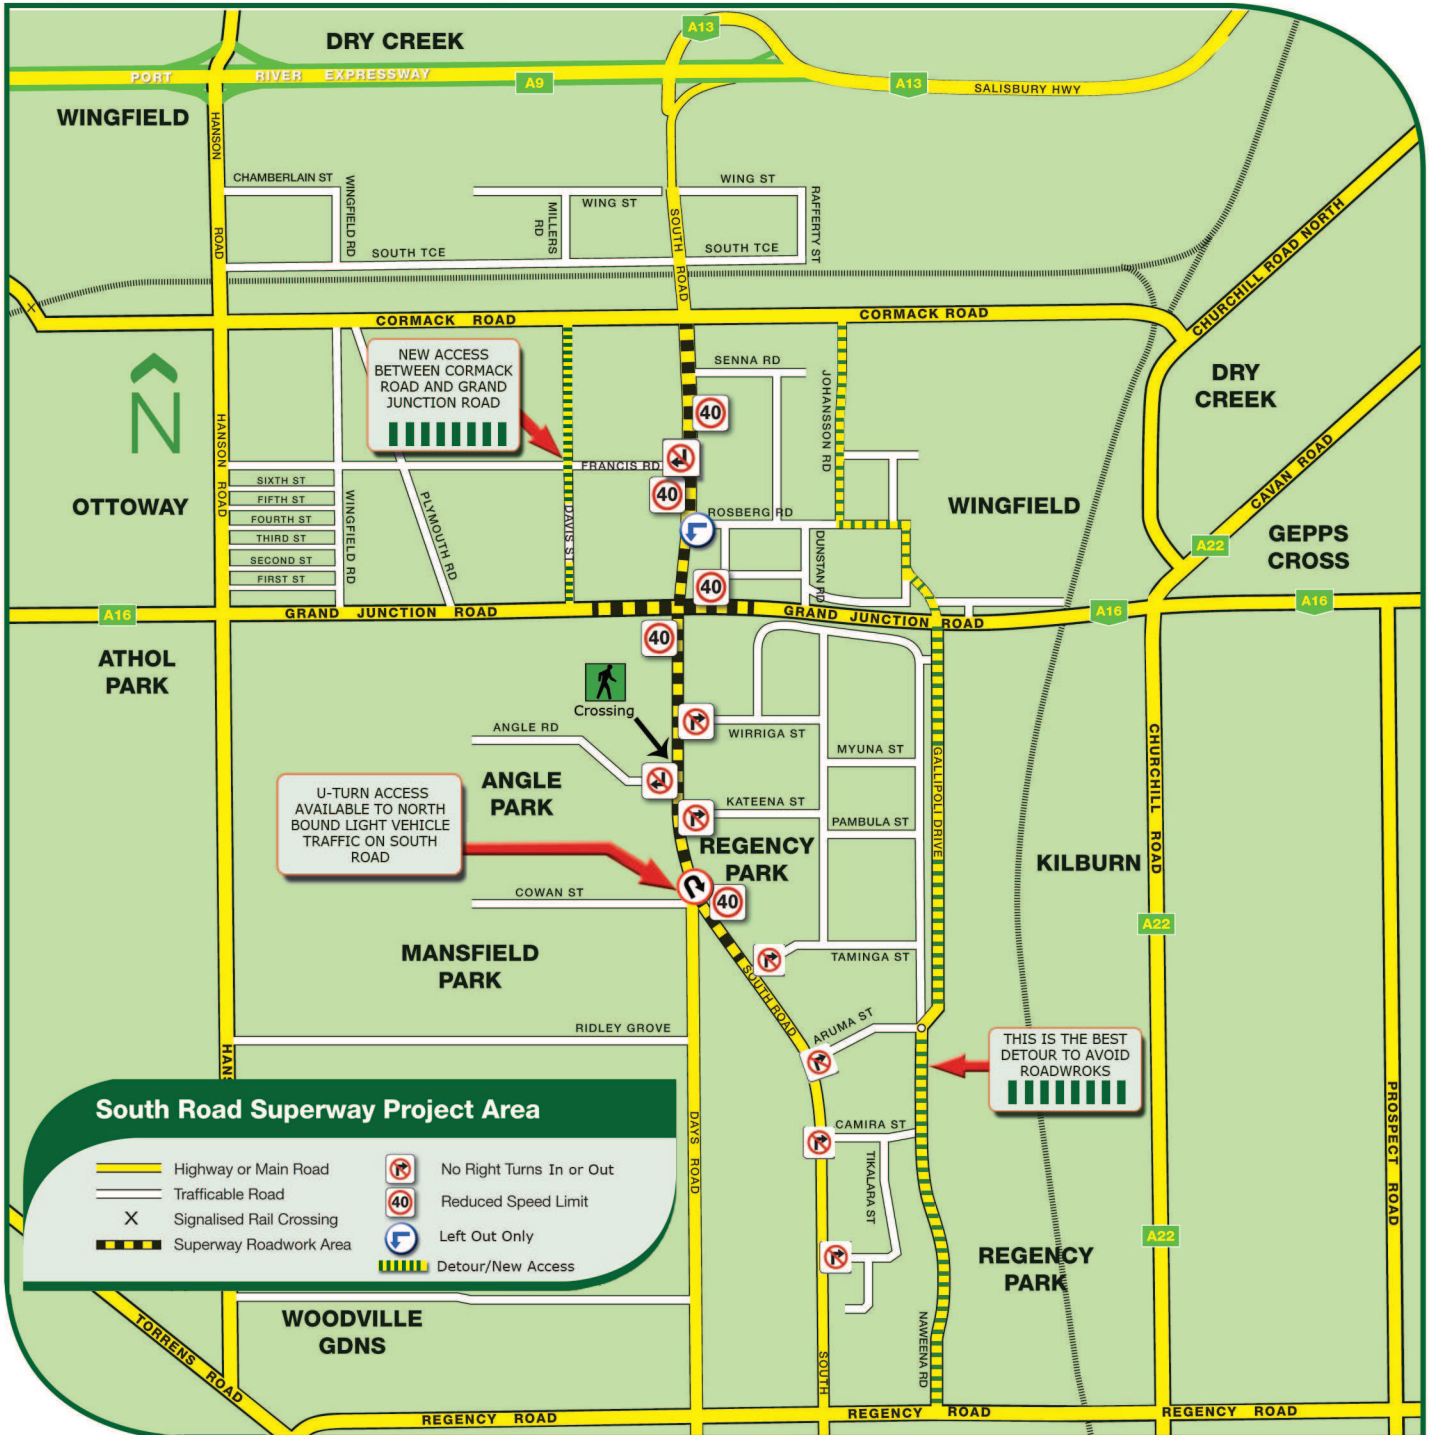 DRY CREEK
A13
PORT RIVER EXPRESSWAY
A9
A13
SALISBURY HWY
WINGFIELD
HANSON
ROAD
CHAMBERLAIN ST
WINGFIELD RD
WING ST
WING ST
MILLERS
RD
RAFFERTY ST
SOUTH ROAD
SOUTH TCE
SOUTH TCE
CHURCHILL ROAD NORTH
CORMACK ROAD
CORMACK ROAD
NEW ACCESS
BETWEEN CORMACK
ROAD AND GRAND
JUNCTION ROAD
N
SENNA RD
JOHANSSON RD
DRY
CREEK
40
HANSON ROAD
FRANCIS RD
CAVAN ROAD
SIXTH ST
FIFTH ST
FOURTH ST
THIRD ST
SECOND ST
FIRST ST
OTTOWAY
WINGFIELD RD
PLYMOUTH RD
DAVIS ST
40
ROSBERG RD
DUNSTAN RD
WINGFIELD
A22
GEPPS
CROSS
40
A16
GRAND JUNCTION ROAD
GRAND JUNCTION ROAD
A16
A16
ATHOL
PARK
40
Crossing
ANGLE RD
WIRRIGA ST
MYUNA ST
GALLIPOLI DRIVE
CHURCHILL ROAD
ANGLE
PARK
KATEENA ST
PAMBULA ST
U-TURN ACCESS
AVAILABLE TO NORTH
BOUND LIGHT VEHICLE
TRAFFIC ON SOUTH
ROAD
REGENCY
PARK
KILBURN
COWAN ST
40
A22
MANSFIELD
PARK
TAMINGA ST
SOUTH ROAD
RIDLEY GROVE
ARUMA ST
THIS IS THE BEST
DETOUR TO AVOID
ROADWROKS
HANS
PROSPECT ROAD
DAYS ROAD
CAMIRA ST
TIKALARA ST
South Road Superway Project Area
Highway or Main Road
Trafficable Road
X
Signalised Rail Crossing
Superway Roadwork Area
No Right Turns In or Out
40
Reduced Speed Limit
Left Out Only
Detour/New Access
A22
REGENCY
PARK
WOODVILLE
GDNS
TORRENS ROAD
NAWEENA RD
SOUTH
REGENCY ROAD
REGENCY ROAD
REGENCY ROAD